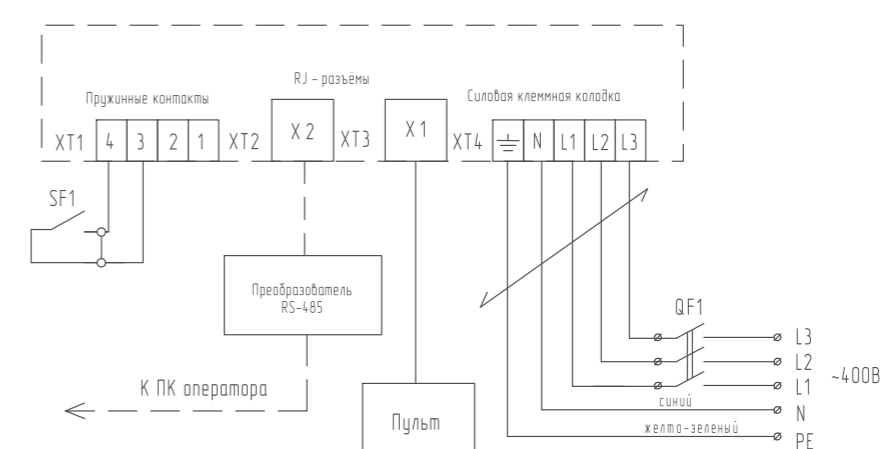 RJ - разъёмы
Пружинные контакты
Силовая клеммная колодка
XT1 4 3 2 1 XT2 X2 XT3 X1 XT4 N L1 L2 L3
SF1
Преобразователь
RS-485
QF1
L3
L2
L1
~400В
К ПК оператора
Пульт
синий
N
желто-зеленый
PE